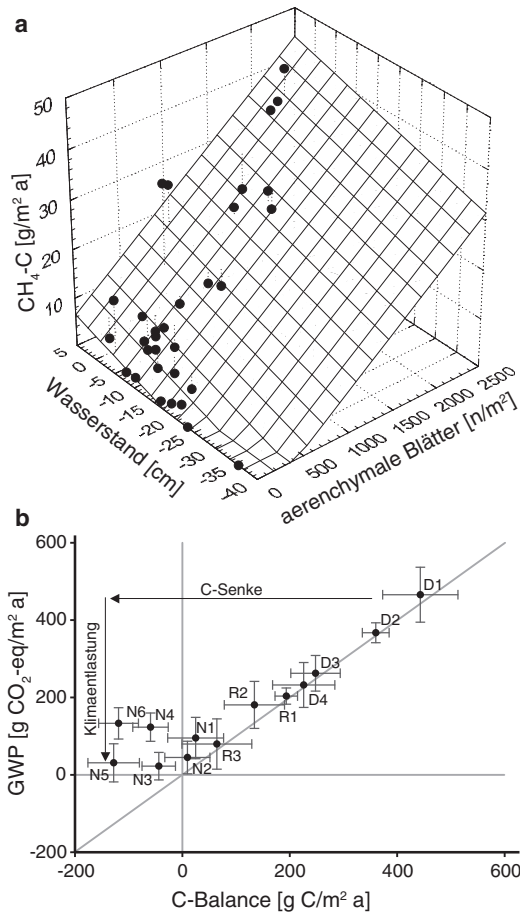 a
50
40
30
20
10
CH₄-C [g/m² a]
5
0
-5
-10
-15
-20
-25
-30
-35
-40
Wasserstand [cm]
0
500
1000
1500
2000
2500
aerenchymale Blätter [n/m²]
b
600
400
200
0
-200
GWP [g CO₂-eq/m² a]
C-Senke
Klimaentlastung
D1
D2
D3
D4
R2
R1
N6 N4
N1
R3
N5 N3 N2
-200 0 200 400 600
C-Balance [g C/m² a]